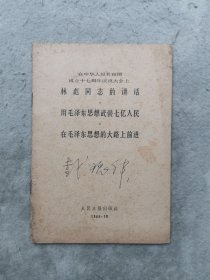 在中华人民共和国
成立十七周年庆祝大会上
林彪同志的讲话
用毛泽东思想武装七亿人民
在毛泽东思想的大路上前进
人民出版社
1966·10